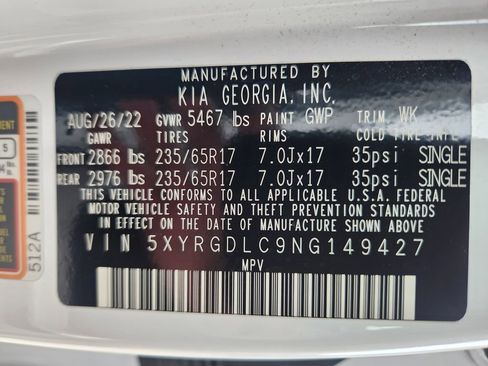 MANUFACTURED BY
KIA GEORGIA, INC.
AUG/26/22 GVWR 5467 lbs PAINT GWP TRIM, WK
GAWR TIRES RIMS COLD TIRE INFL
FRONT 2866 lbs 235/65R17 7.0Jx17 35psi SINGLE
REAR 2976 lbs 235/65R17 7.0Jx17 35psi SINGLE
THIS VEHICLE CONFORMS TO ALL APPLICABLE U.S.A. FEDERAL
MOTOR VEHICLE SAFETY AND THEFT PREVENTION STANDARDS
IN EFFECT ON THE DATE OF MANUFACTURE SHOWN ABOVE.
VIN 5XYRGDLC9NG149427
MPV
512A
5